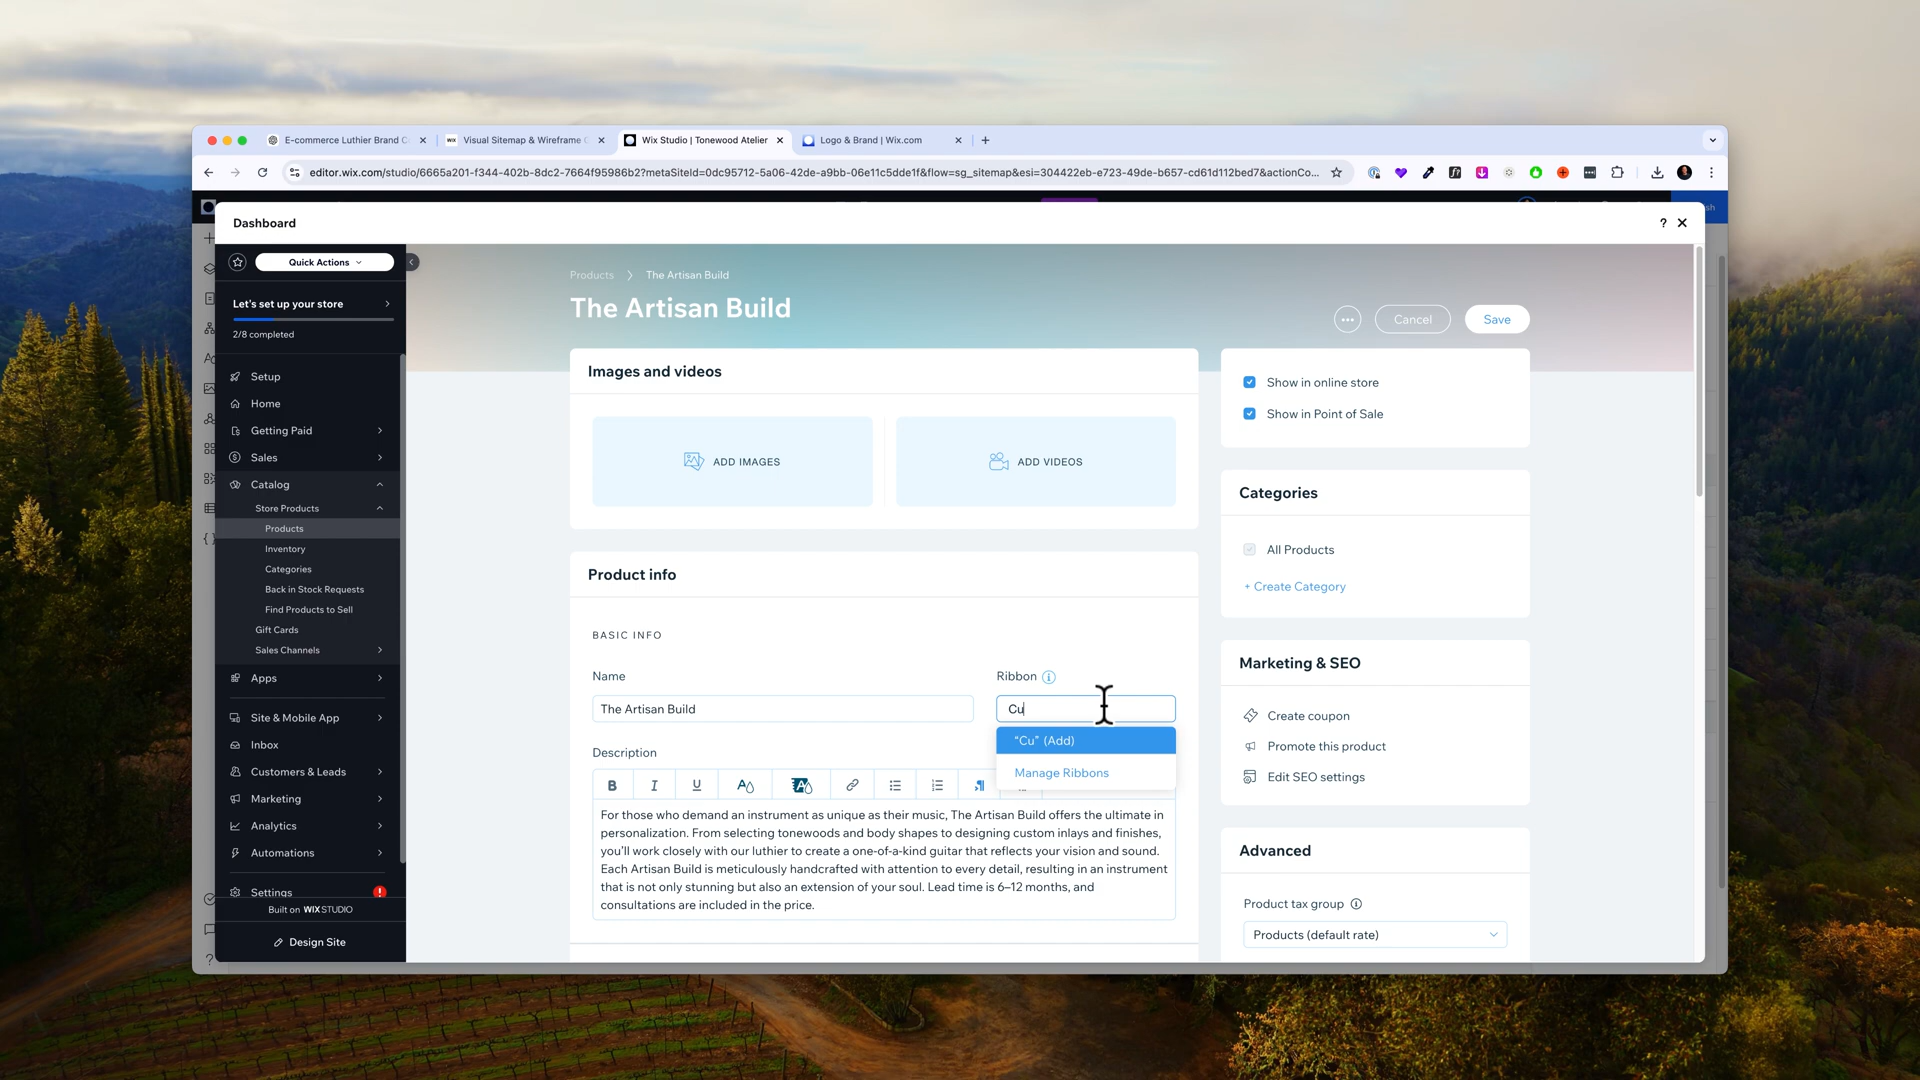 E-commerce Luthier Brand C
Visual Sitemap & Wireframe
Wix Studio | Tonewood Atelier
Logo & Brand | Wix.com
editor.wix.com/studio/6665a201-f344-402b-8dc2-7664f95986b2?metaSiteId=0dc95712-5a06-42de-a9bb-06e11c5dde1f&flow=sg_sitemap&esi=304422eb-e723-49de-b657-cd61d112bed7&actionCo...
Dashboard
?
Quick Actions
Let's set up your store
2/8 completed
Setup
Home
Getting Paid
Sales
Catalog
Store Products
Products
Inventory
Categories
Back in Stock Requests
Find Products to Sell
Gift Cards
Sales Channels
Apps
Site & Mobile App
Inbox
Customers & Leads
Marketing
Analytics
Automations
Settings
Built on WIX STUDIO
Design Site
Products > The Artisan Build
The Artisan Build
Cancel
Save
Images and videos
ADD IMAGES
ADD VIDEOS
Product info
BASIC INFO
Name
Ribbon
The Artisan Build
Cu
"Cu" (Add)
Manage Ribbons
Description
B I U
For those who demand an instrument as unique as their music, The Artisan Build offers the ultimate in
personalization. From selecting tonewoods and body shapes to designing custom inlays and finishes,
you'll work closely with our luthier to create a one-of-a-kind guitar that reflects your vision and sound.
Each Artisan Build is meticulously handcrafted with attention to every detail, resulting in an instrument
that is not only stunning but also an extension of your soul. Lead time is 6–12 months, and
consultations are included in the price.
Show in online store
Show in Point of Sale
Categories
All Products
+ Create Category
Marketing & SEO
Create coupon
Promote this product
Edit SEO settings
Advanced
Product tax group
Products (default rate)